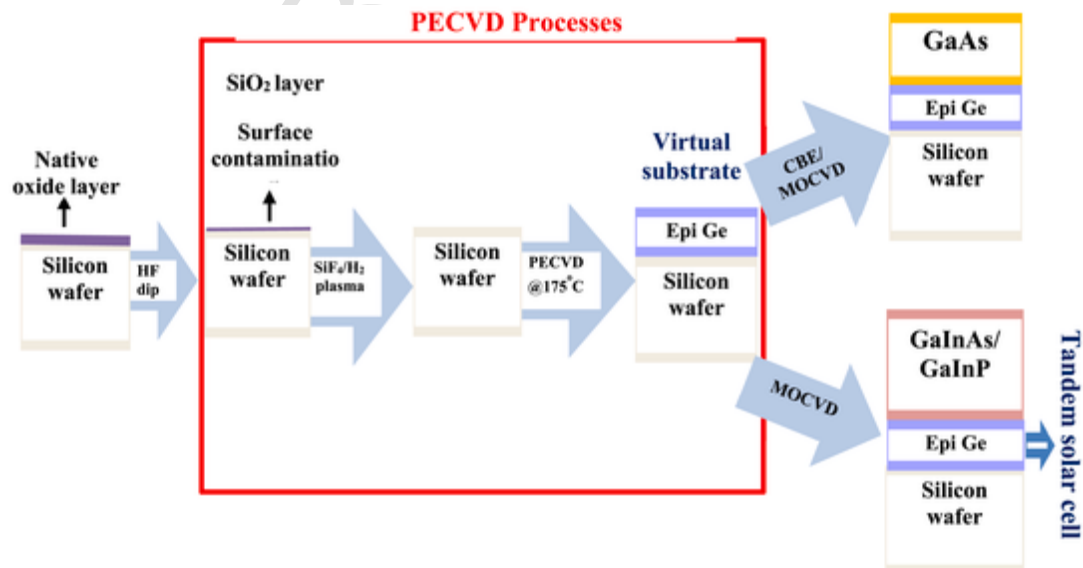 PECVD Processes
Native
oxide layer
Silicon
wafer
HF
dip
SiO₂ layer
Surface
contaminatio
Silicon
wafer
SiF₄/H₂
plasma
Silicon
wafer
PECVD
@175°C
Virtual
substrate
Epi Ge
Silicon
wafer
CBE/
MOCVD
GaAs
Epi Ge
Silicon
wafer
MOCVD
GaInAs/
GaInP
Epi Ge
Silicon
wafer
Tandem solar cell